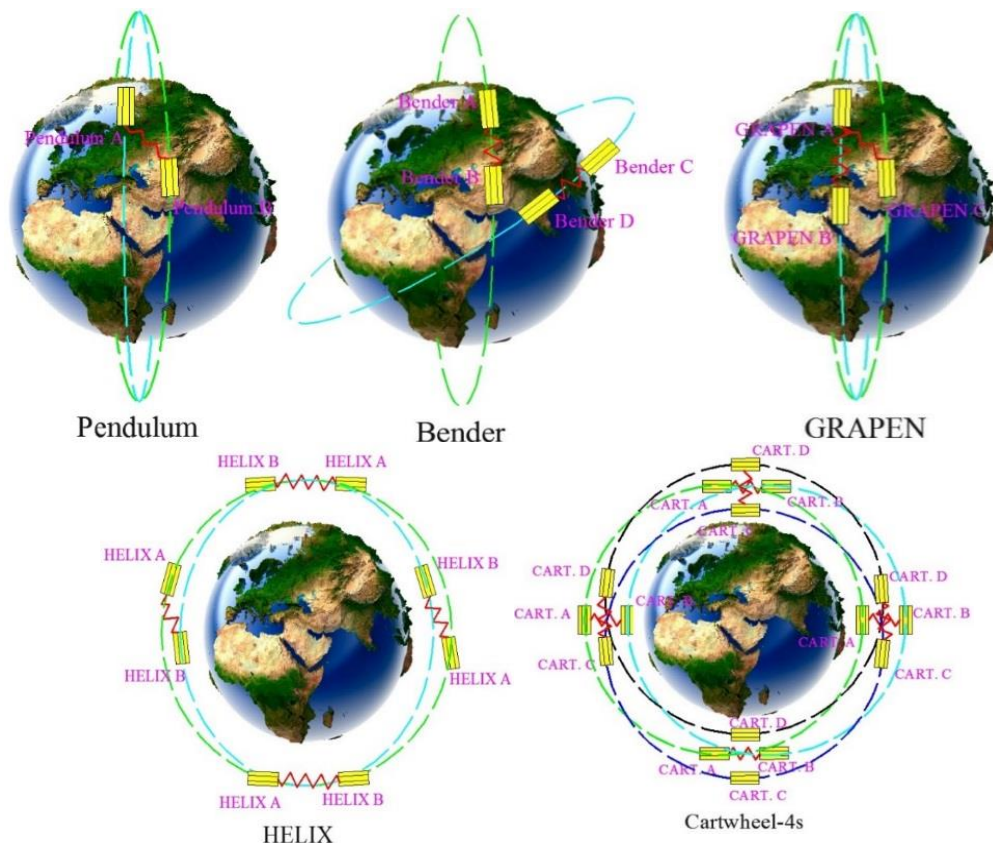 Pendulum A
Pendulum B
Pendulum
Bender A
Bender B
Bender C
Bender D
Bender
GRAPEN A
GRAPEN B
GRAPEN C
GRAPEN
HELIX B
HELIX A
HELIX A
HELIX B
HELIX B
HELIX A
HELIX A
HELIX B
HELIX
CART. D
CART. A
CART. B
CART. C
CART. D
CART. D
CART. A
CART. B
CART. B
CART. A
CART. C
CART. C
CART. D
CART. A
CART. B
CART. C
Cartwheel-4s